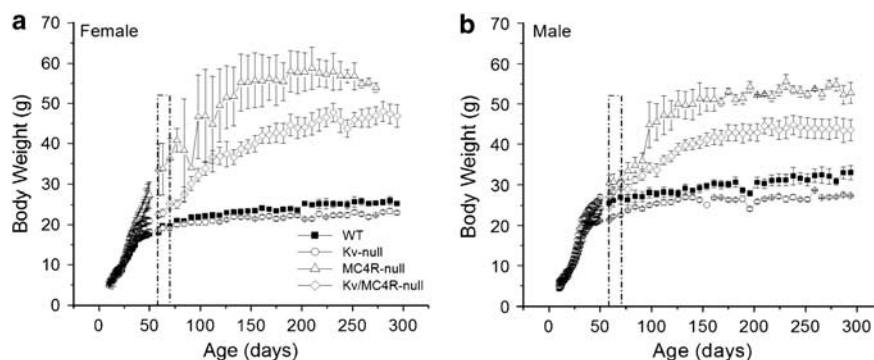 a
Female
Body Weight (g)
70
60
50
40
30
20
10
0
0 50 100 150 200 250 300
Age (days)
WT
Kv-null
MC4R-null
Kv/MC4R-null
b
Male
Body Weight (g)
70
60
50
40
30
20
10
0
0 50 100 150 200 250 300
Age (days)